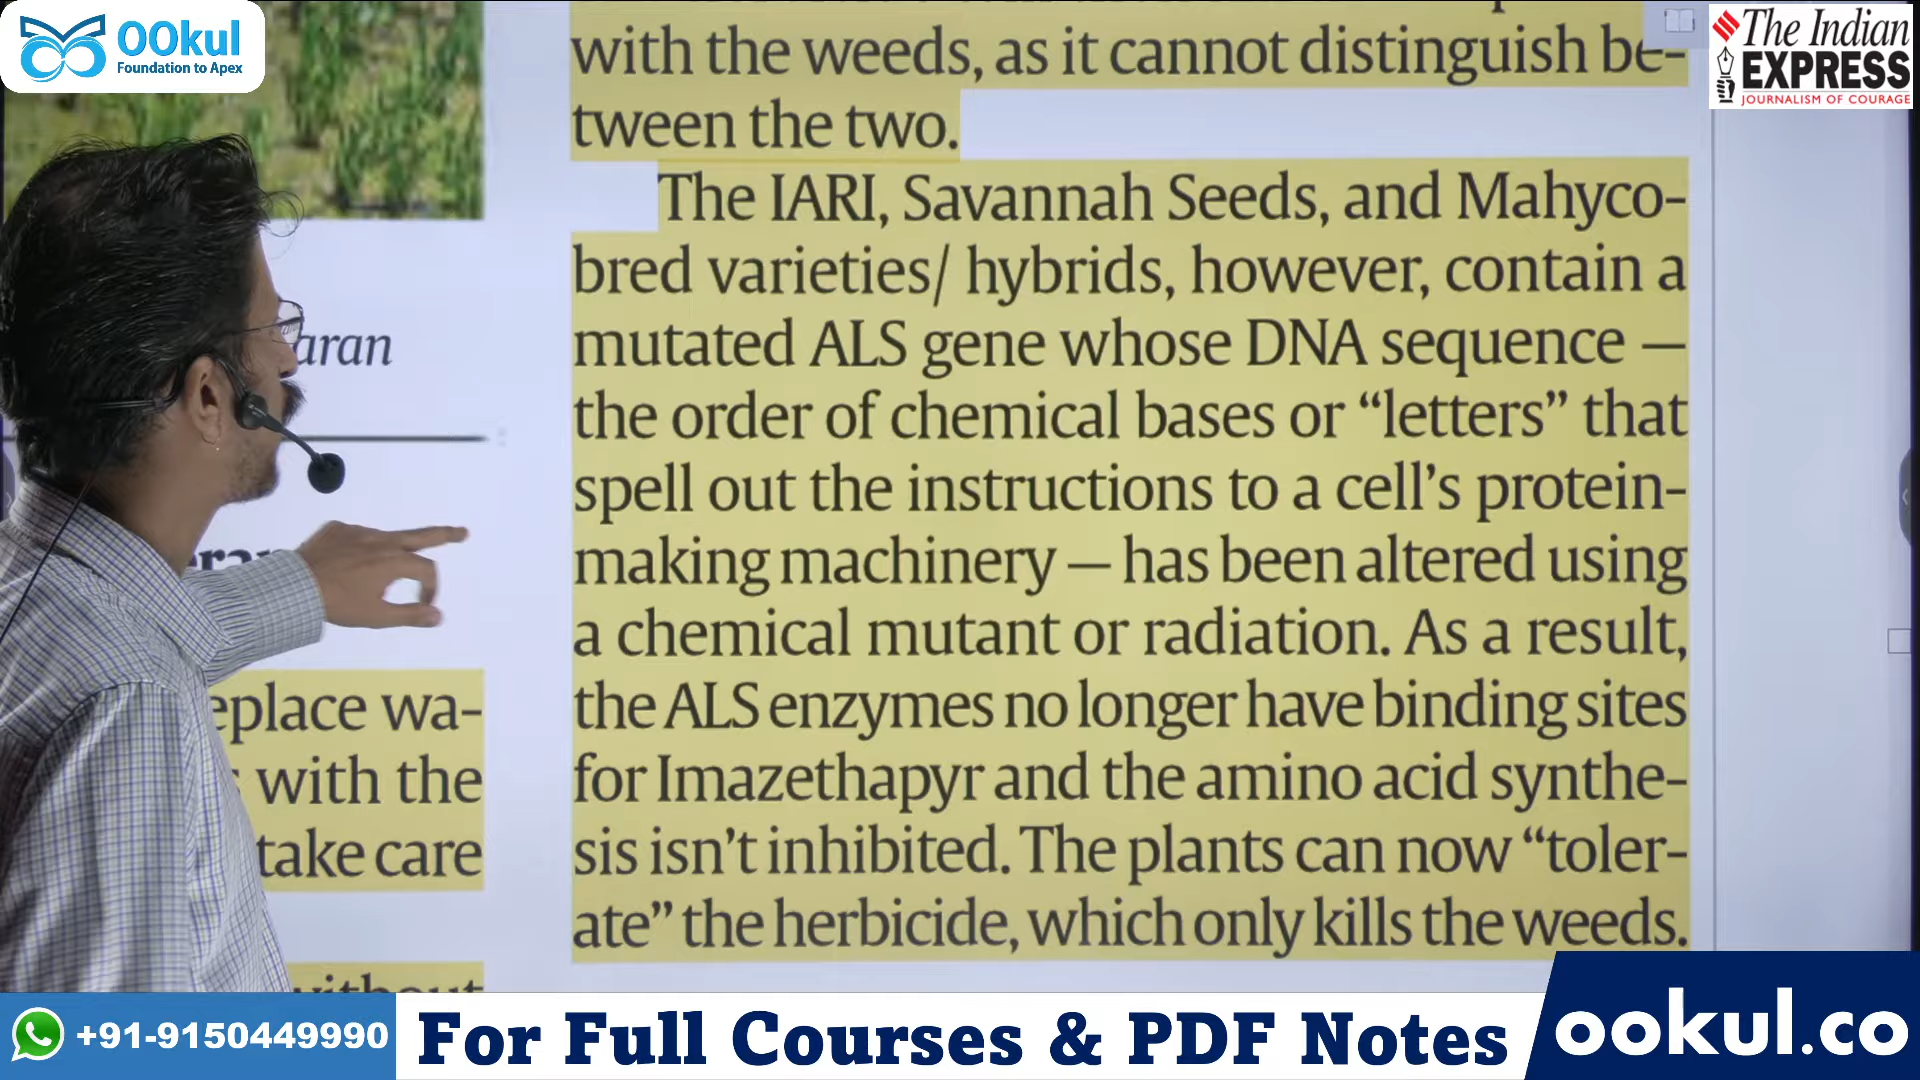 OOkul
Foundation to Apex
The Indian
EXPRESS
JOURNALISM OF COURAGE
aran
eplace wa-
with the
take care
without
with the weeds, as it cannot distinguish be-
tween the two.
The IARI, Savannah Seeds, and Mahyco-
bred varieties/ hybrids, however, contain a
mutated ALS gene whose DNA sequence —
the order of chemical bases or “letters” that
spell out the instructions to a cell’s protein-
making machinery — has been altered using
a chemical mutant or radiation. As a result,
the ALS enzymes no longer have binding sites
for Imazethapyr and the amino acid synthe-
sis isn’t inhibited. The plants can now “toler-
ate” the herbicide, which only kills the weeds.
+91-9150449990
For Full Courses & PDF Notes
ookul.co